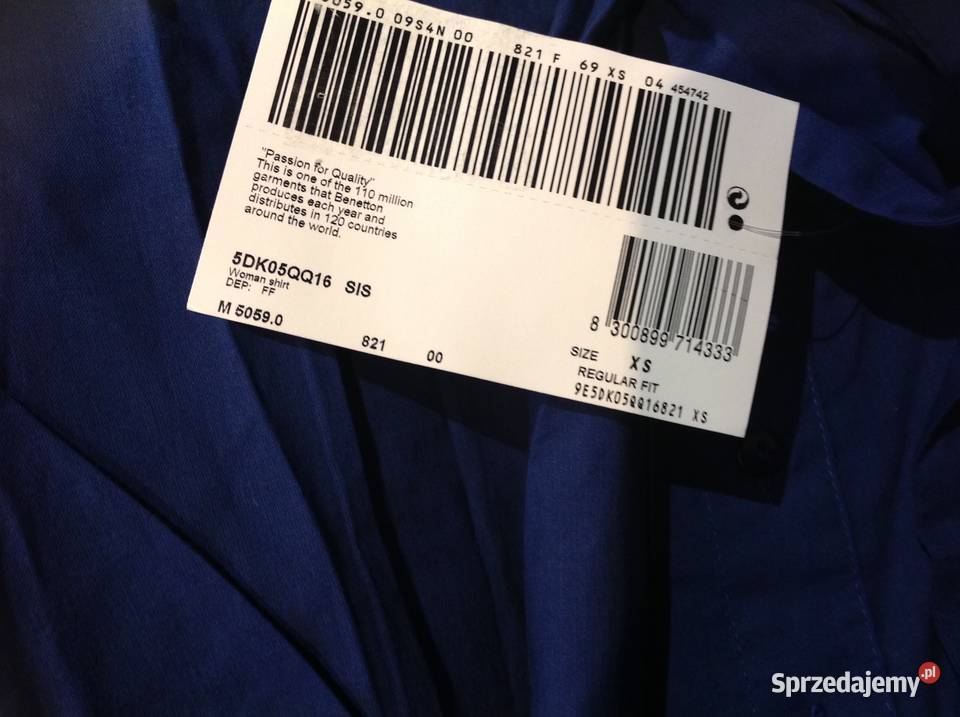 5059.0 09S4N 00 821 F 69 XS 04 454742
"Passion for Quality"
This is one of the 110 million
garments that Benetton
produces each year and
distributes in 120 countries
around the world.
5DK05QQ16 SIS
Woman shirt
DEP: FF
M 5059.0 821 00
8 300899 714333
SIZE XS
REGULAR FIT
9E5DK05QQ16821 XS
Sprzedajemy.pl